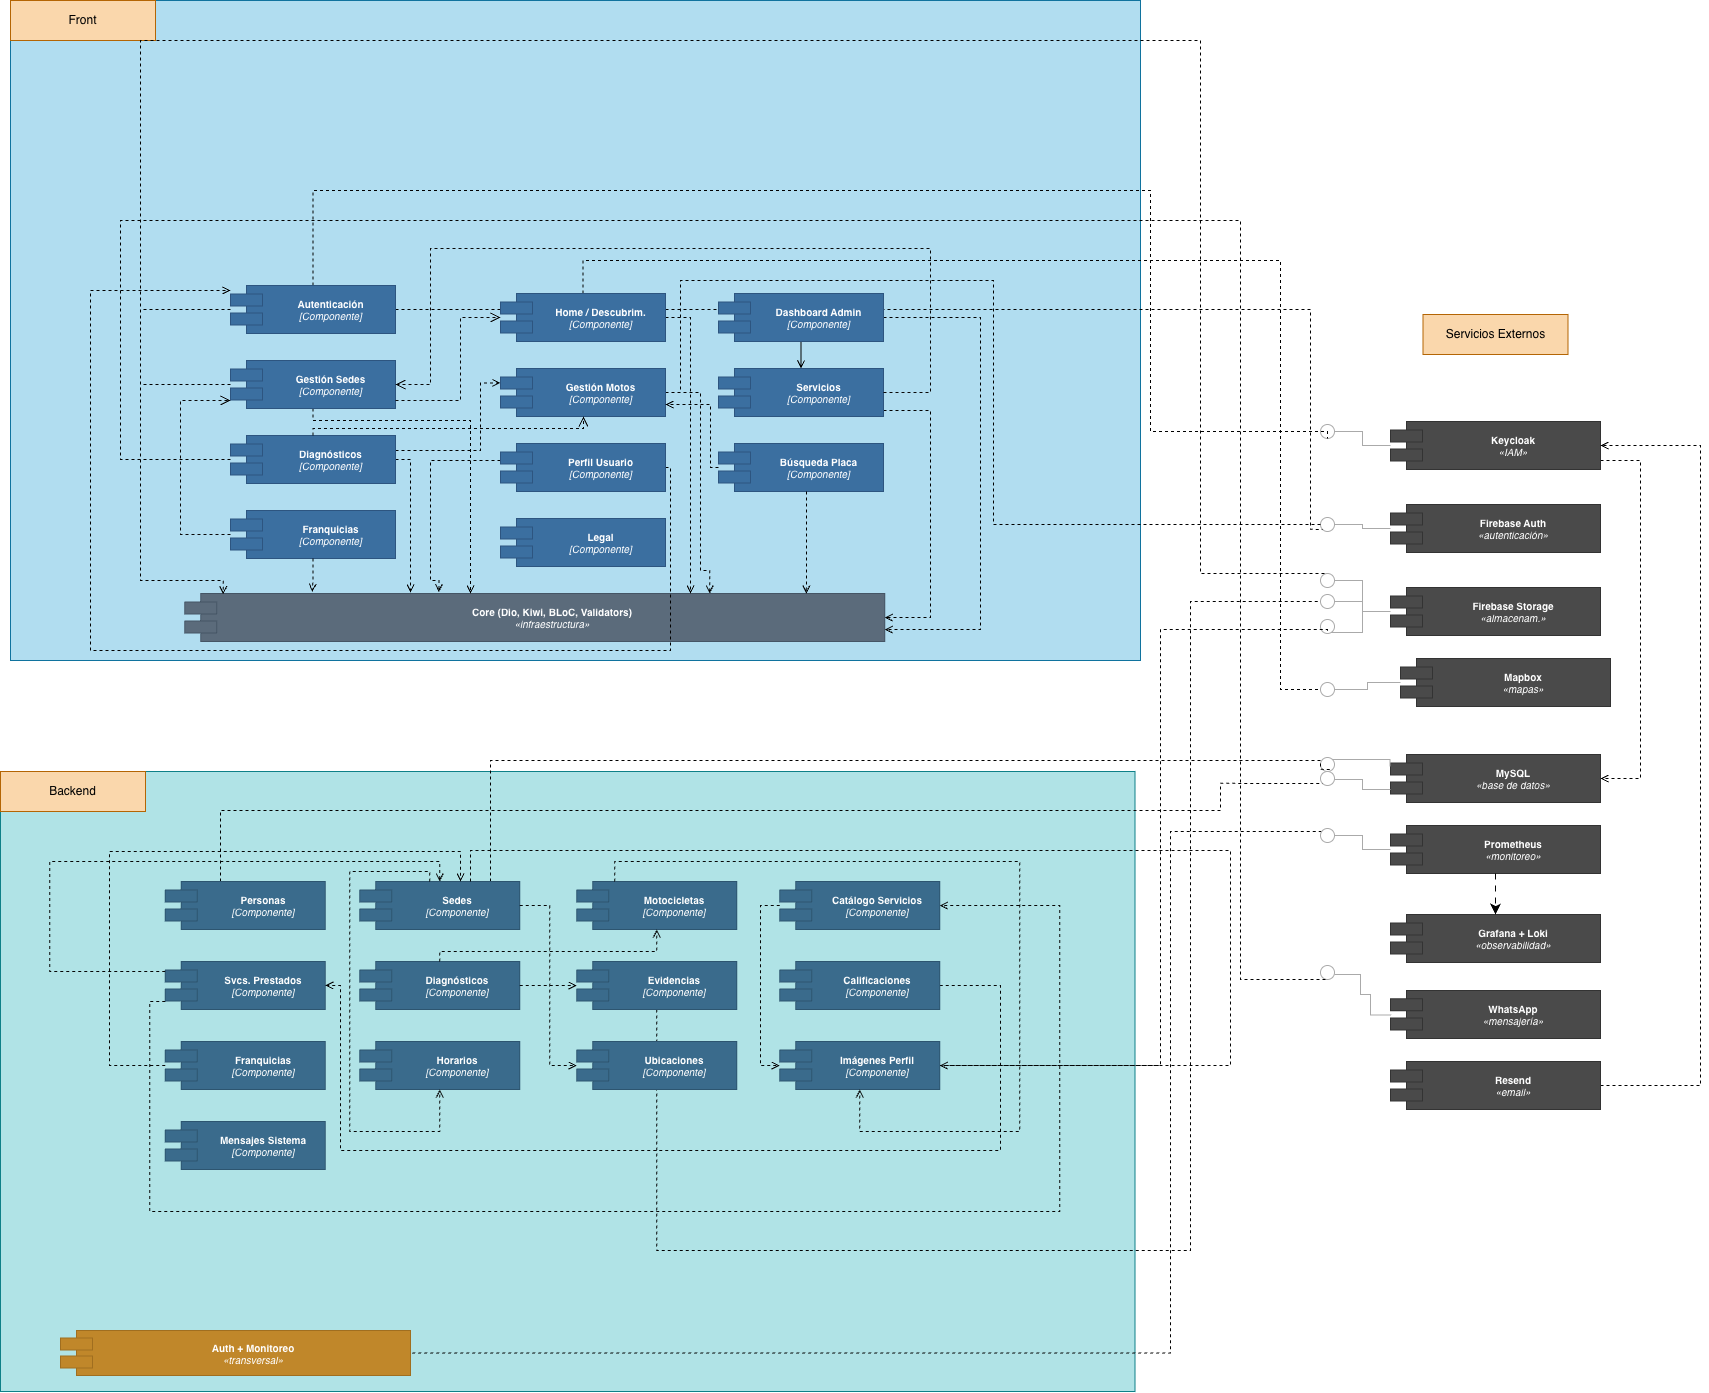 Front
Autenticación
[Componente]
Home / Descubrim.
[Componente]
Dashboard Admin
[Componente]
Gestión Sedes
[Componente]
Gestión Motos
[Componente]
Servicios
[Componente]
Diagnósticos
[Componente]
Perfil Usuario
[Componente]
Búsqueda Placa
[Componente]
Franquicias
[Componente]
Legal
[Componente]
Core (Dio, Kiwi, BLoC, Validators)
«infraestructura»
Servicios Externos
Keycloak
«IAM»
Firebase Auth
«autenticación»
Firebase Storage
«almacenam.»
Mapbox
«mapas»
MySQL
«base de datos»
Prometheus
«monitoreo»
Grafana + Loki
«observabilidad»
WhatsApp
«mensajería»
Resend
«email»
Backend
Personas
[Componente]
Sedes
[Componente]
Motocicletas
[Componente]
Catálogo Servicios
[Componente]
Svcs. Prestados
[Componente]
Diagnósticos
[Componente]
Evidencias
[Componente]
Calificaciones
[Componente]
Franquicias
[Componente]
Horarios
[Componente]
Ubicaciones
[Componente]
Imágenes Perfil
[Componente]
Mensajes Sistema
[Componente]
Auth + Monitoreo
«transversal»